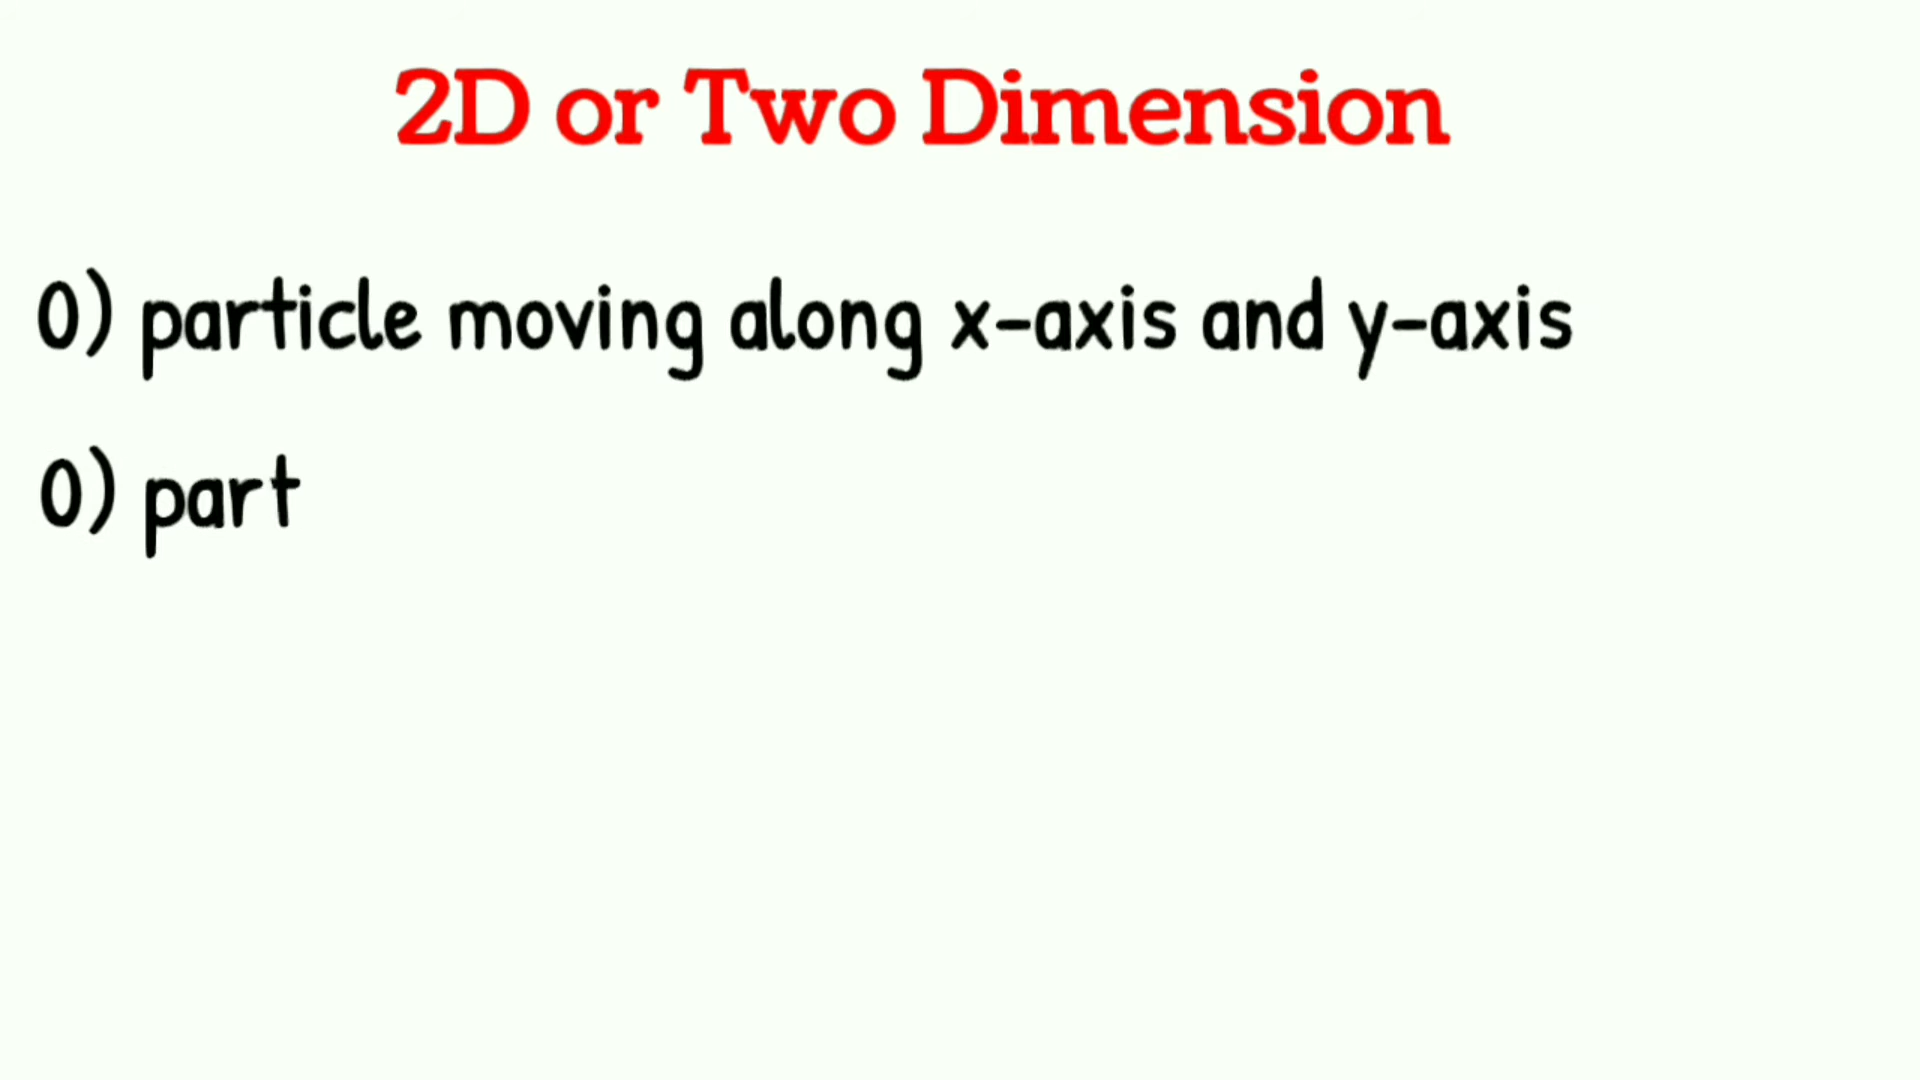 2D or Two Dimension
0) particle moving along x-axis and y-axis
0) part